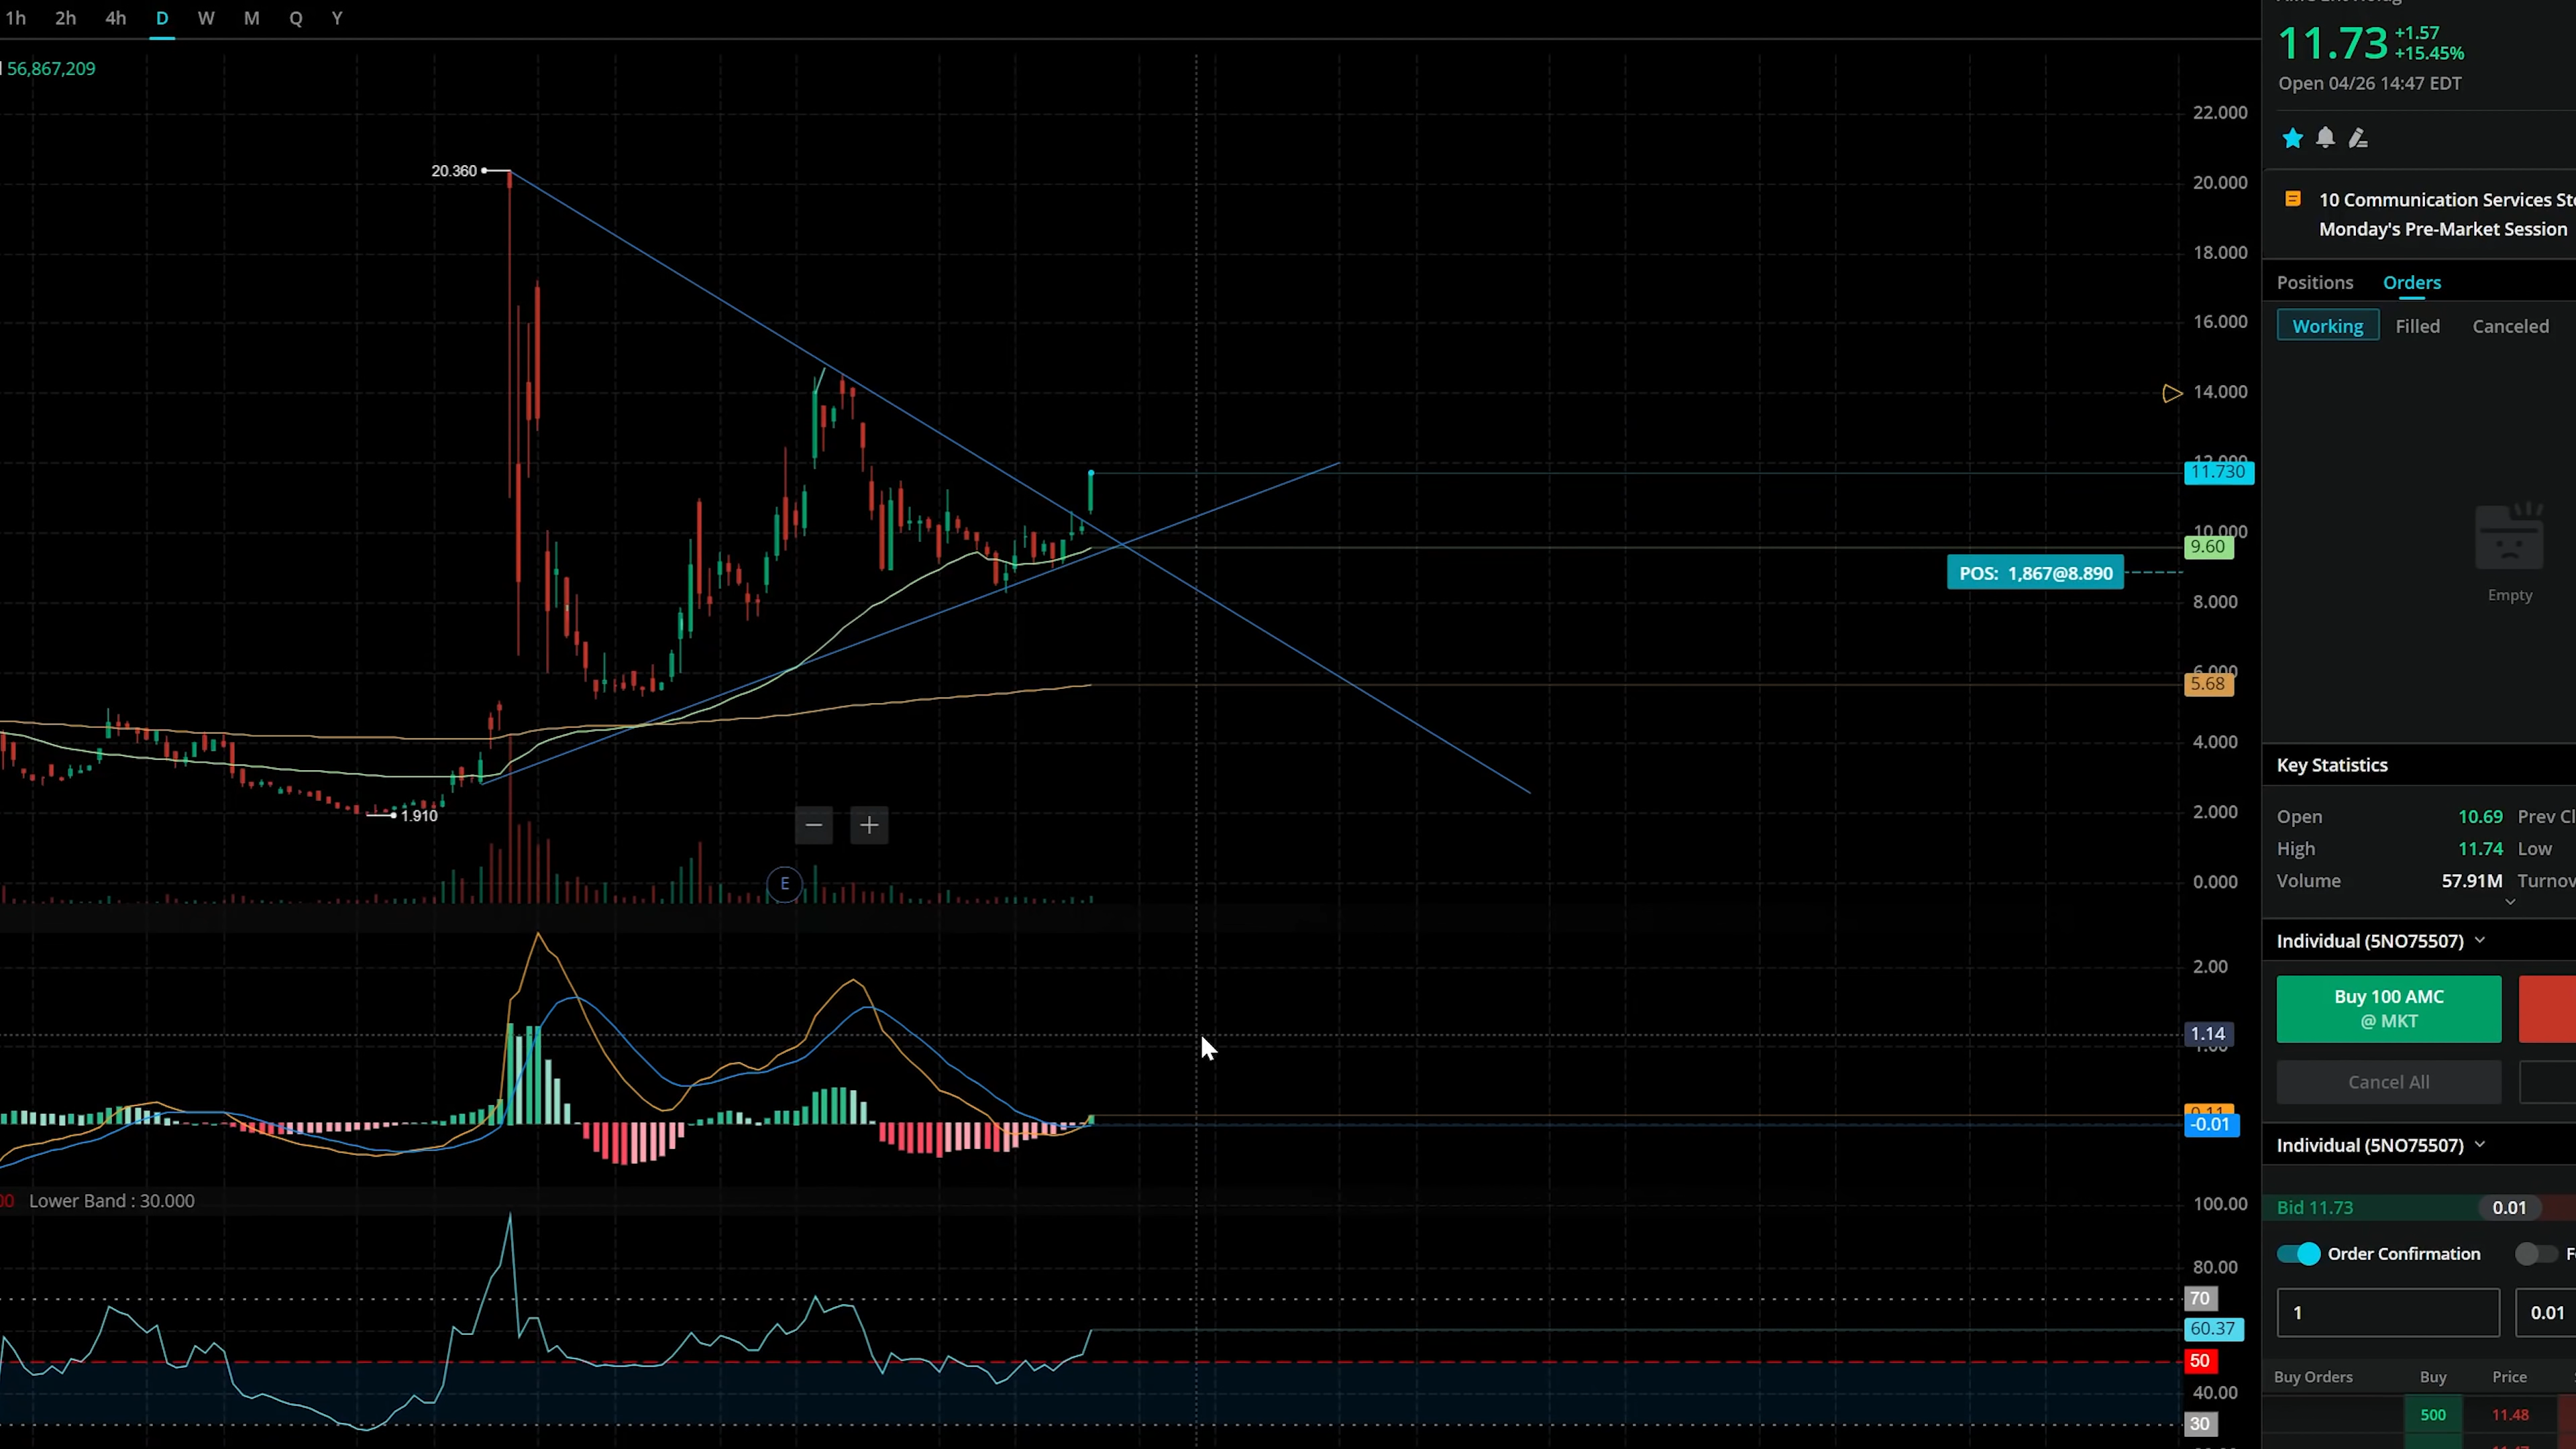 1h 2h 4h D W M Q Y
56,867,209
20.360
1.910
E
POS: 1,867@8.890
22.000
20.000
18.000
16.000
14.000
11.730
10.000
9.60
8.000
5.68
4.000
2.000
0.000
2.00
1.14
-0.01
Lower Band : 30.000
100.00
80.00
70
60.37
50
40.00
30
11.73 +1.57
+15.45%
Open 04/26 14:47 EDT
10 Communication Services
Monday's Pre-Market Session
Positions Orders
Working Filled Canceled
Empty
Key Statistics
Open 10.69 Prev
High 11.74 Low
Volume 57.91M
Individual (5NO75507)
Buy 100 AMC
@ MKT
Cancel All
Individual (5NO75507)
Bid 11.73 0.01
Order Confirmation
1 0.01
Buy Orders Buy Price
500 11.48